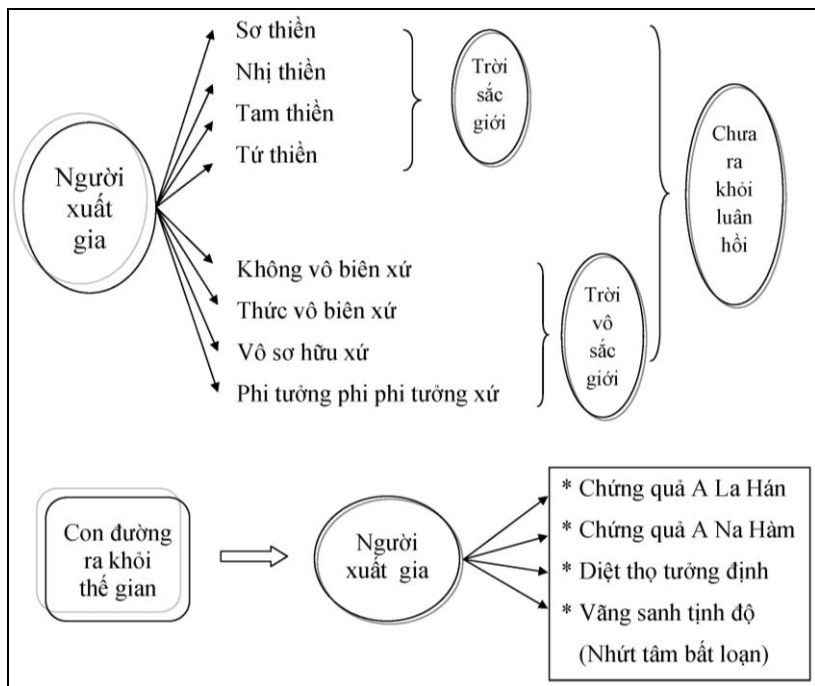 Người
xuất
gia
Sơ thiền
Nhị thiền
Tam thiền
Tứ thiền
Trời
sắc
giới
Không vô biên xứ
Thức vô biên xứ
Vô sơ hữu xứ
Phi tưởng phi phi tưởng xứ
Trời
vô
sắc
giới
Chưa
ra
khỏi
luân
hồi
Con đường
ra khỏi
thế gian
Người
xuất gia
* Chứng quả A La Hán
* Chứng quả A Na Hàm
* Diệt thọ tưởng định
* Vãng sanh tịnh độ
(Nhứt tâm bất loạn)